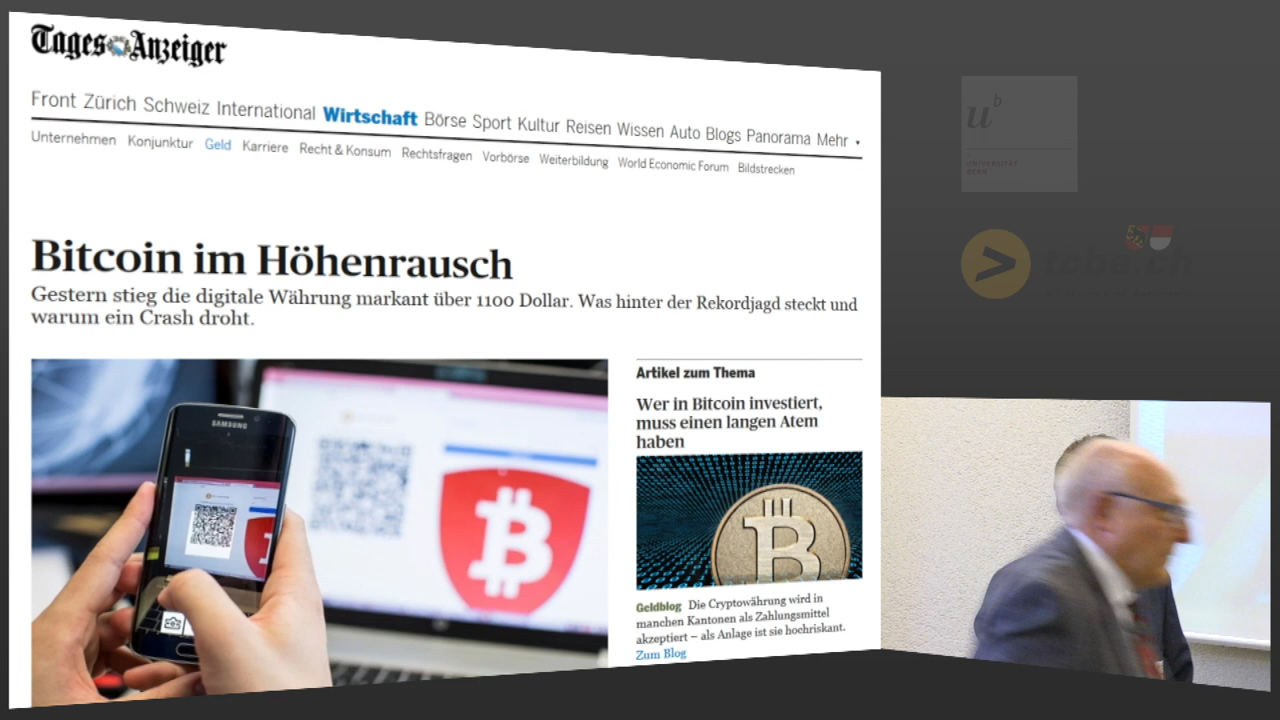 Tages Anzeiger
Front Zürich Schweiz International Wirtschaft Börse Sport Kultur Reisen Wissen Auto Blogs Panorama Mehr
Unternehmen Konjunktur Geld Karriere Recht & Konsum Rechtsfragen Vorbörse Weiterbildung World Economic Forum Bildstrecken
Bitcoin im Höhenrausch
Gestern stieg die digitale Währung markant über 1100 Dollar. Was hinter der Rekordjagd steckt und
warum ein Crash droht.
SAMSUNG
Artikel zum Thema
Wer in Bitcoin investiert,
muss einen langen Atem
haben
Geldblog Die Cryptowährung wird in
manchen Kantonen als Zahlungsmittel
akzeptiert – als Anlage ist sie hochriskant.
Zum Blog
u b
UNIVERSITÄT
BERN
tcbe.ch